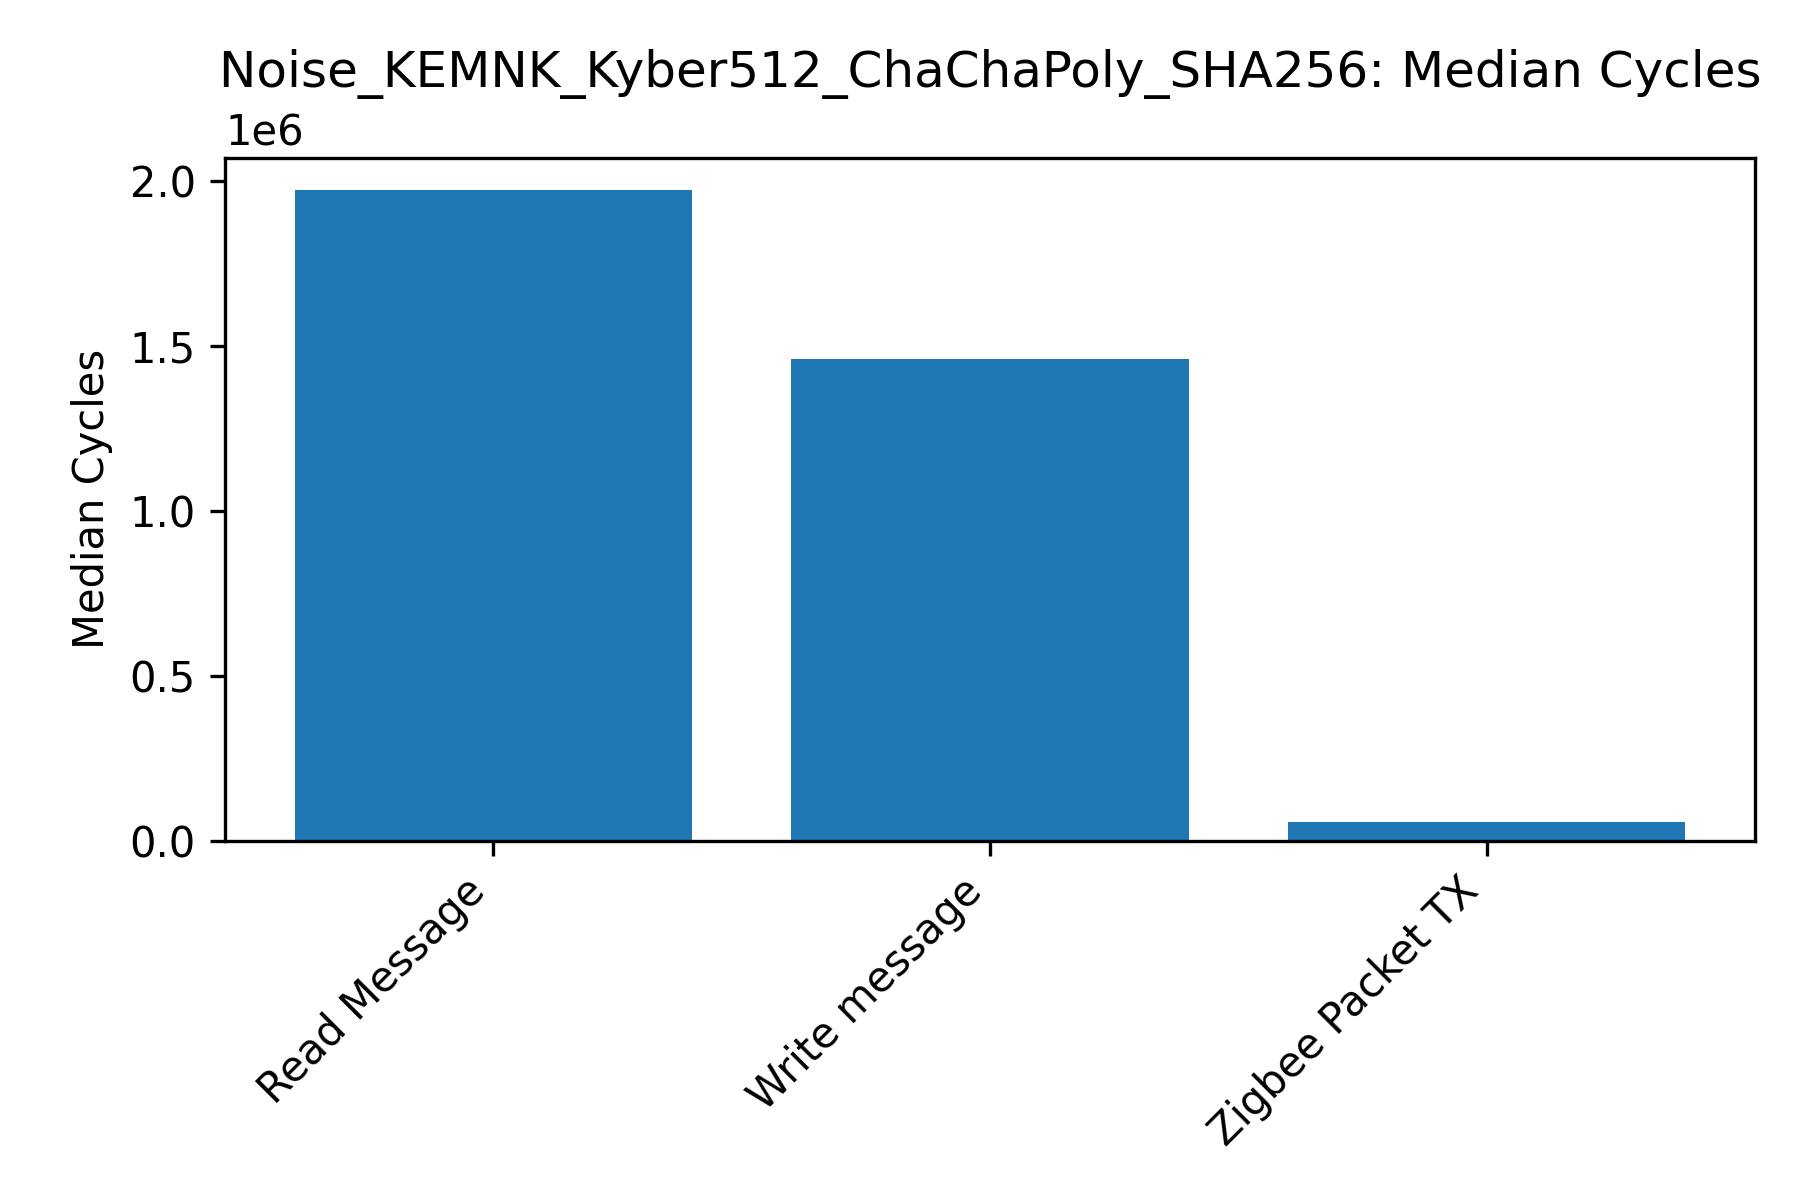 Noise_KEMNK_Kyber512_ChaChaPoly_SHA256: Median Cycles
1e6
2.0
1.5
1.0
0.5
0.0
Median Cycles
Read Message
Write message
Zigbee Packet TX